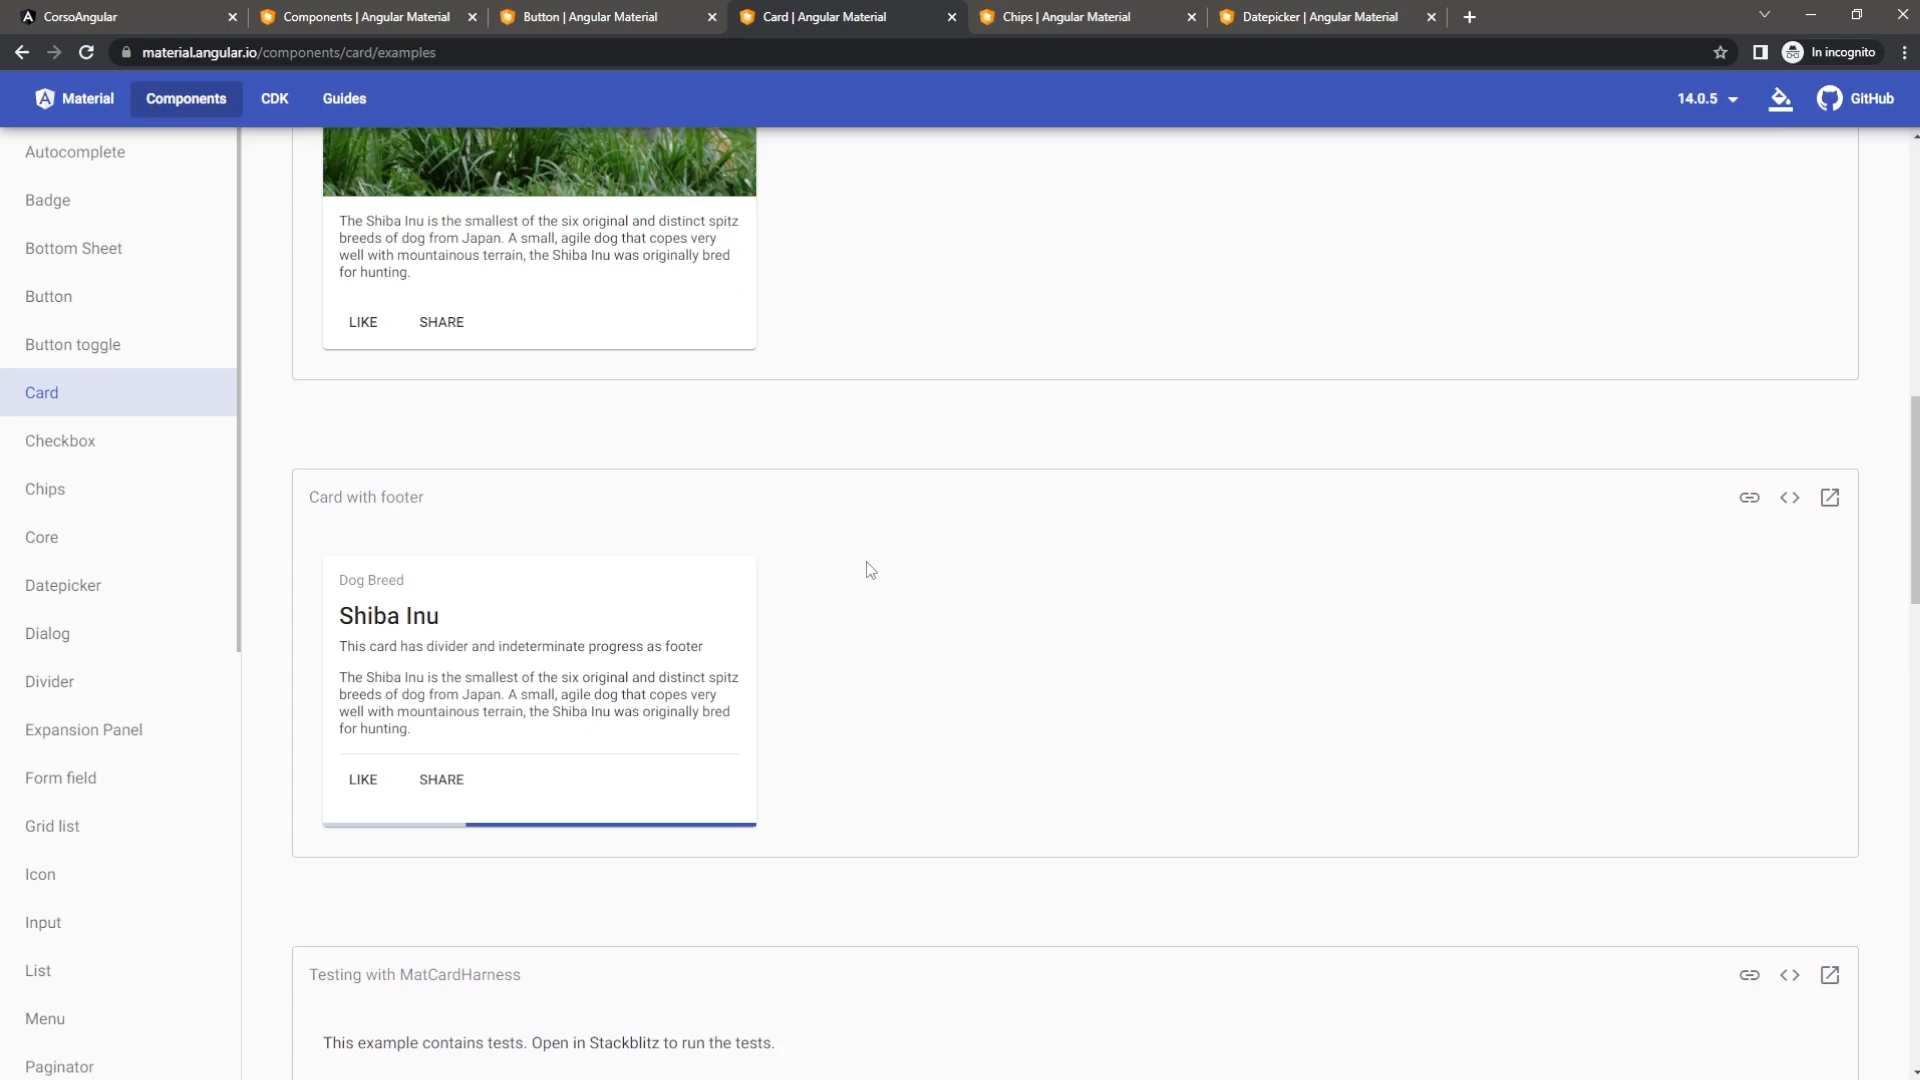 CorsoAngular
Components | Angular Material
Button | Angular Material
Card | Angular Material
Chips | Angular Material
Datepicker | Angular Material
material.angular.io/components/card/examples
In incognito
Material
Components
CDK
Guides
14.0.5
GitHub
Autocomplete
Badge
Bottom Sheet
Button
Button toggle
Card
Checkbox
Chips
Core
Datepicker
Dialog
Divider
Expansion Panel
Form field
Grid list
Icon
Input
List
Menu
Paginator
The Shiba Inu is the smallest of the six original and distinct spitz
breeds of dog from Japan. A small, agile dog that copes very
well with mountainous terrain, the Shiba Inu was originally bred
for hunting.
LIKE
SHARE
Card with footer
Dog Breed
Shiba Inu
This card has divider and indeterminate progress as footer
The Shiba Inu is the smallest of the six original and distinct spitz
breeds of dog from Japan. A small, agile dog that copes very
well with mountainous terrain, the Shiba Inu was originally bred
for hunting.
LIKE
SHARE
Testing with MatCardHarness
This example contains tests. Open in Stackblitz to run the tests.